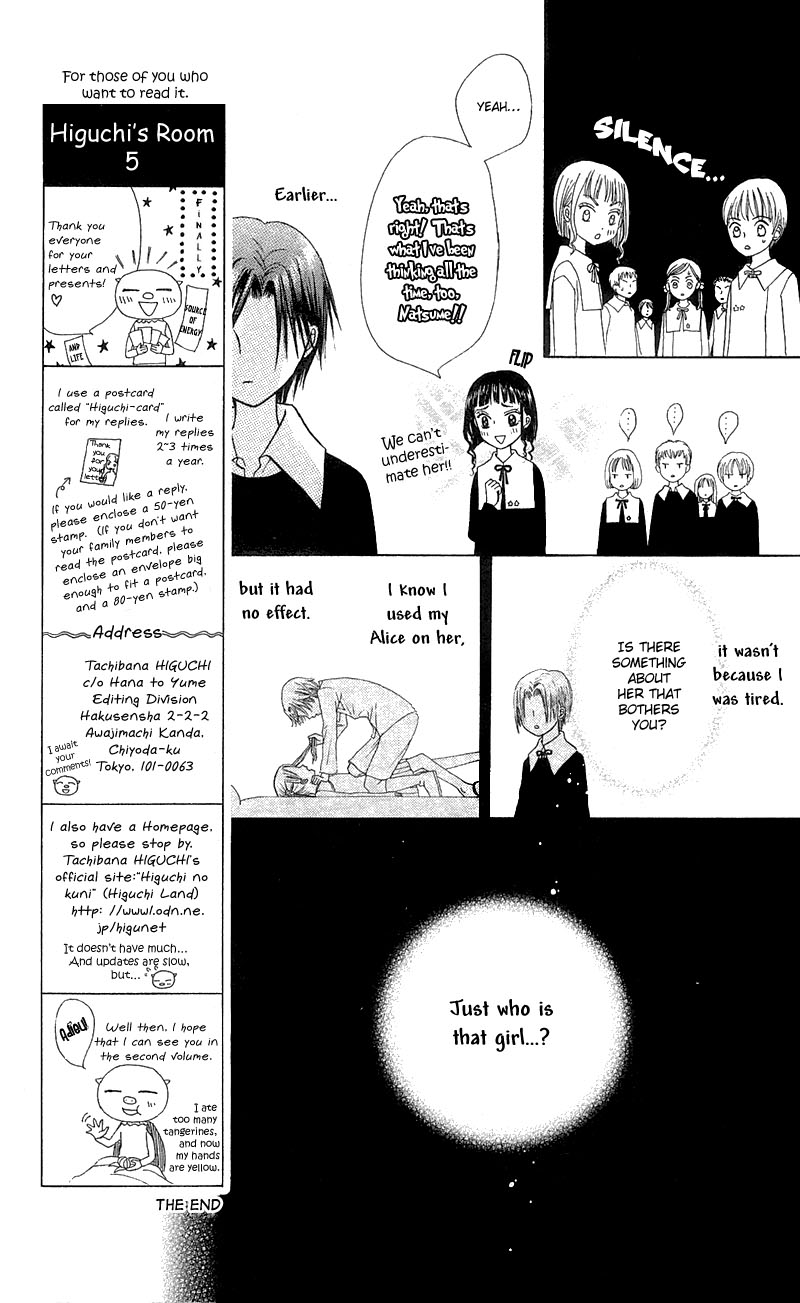 SILENCE...
YEAH...
Yeah, that's
right! That's
what I've been
thinking all the
time, too,
Natsume!!
Earlier...
FLIP
We can't
underesti-
mate her!!
...
...
...
IS THERE
SOMETHING
ABOUT
HER THAT
BOTHERS
YOU?
it wasn't
because I
was tired.
I know I
used my
Alice on her,
but it had
no effect.
Just who is
that girl...?
For those of you who
want to read it.
Higuchi's Room
5
FINALLY
Thank you
everyone
for your
letters and
presents!
♡
SOURCE
OF
ENERGY
AND
LIFE
I use a postcard
called "Higuchi-card"
for my replies.
I write
my replies
2~3 times
a year.
Thank
you
for
your
letter
If you would like a reply,
please enclose a 50-yen
stamp. (If you don't want
your family members to
read the postcard, please
enclose an envelope big
enough to fit a postcard,
and a 80-yen stamp.)
Address
Tachibana HIGUCHI
c/o Hana to Yume
Editing Division
Hakusensha 2-2-2
Awajimachi Kanda,
Chiyoda-ku
Tokyo, 101-0063
I await
your
comments!
I also have a Homepage,
so please stop by.
Tachibana HIGUCHI's
official site:"Higuchi no
kuni" (Higuchi Land)
http: //www1.odn.ne.
jp/higunet
It doesn't have much...
And updates are slow,
but...
Adieu!
Well then, I hope
that I can see you in
the second volume.
I ate
too many
tangerines,
and now
my hands
are yellow.
THE END